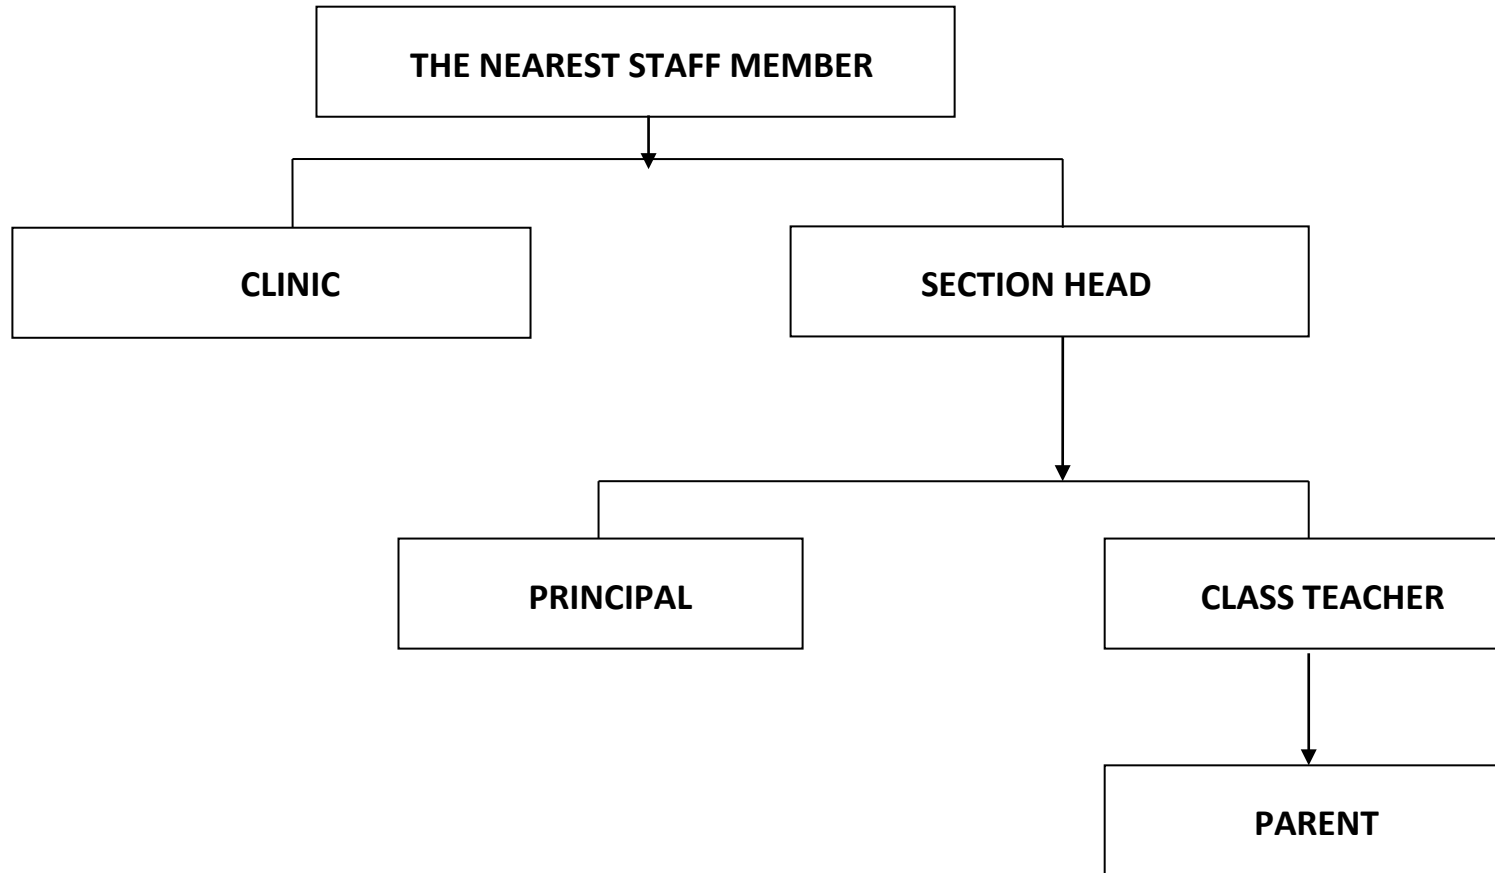 THE NEAREST STAFF MEMBER
CLINIC
SECTION HEAD
PRINCIPAL
CLASS TEACHER
PARENT